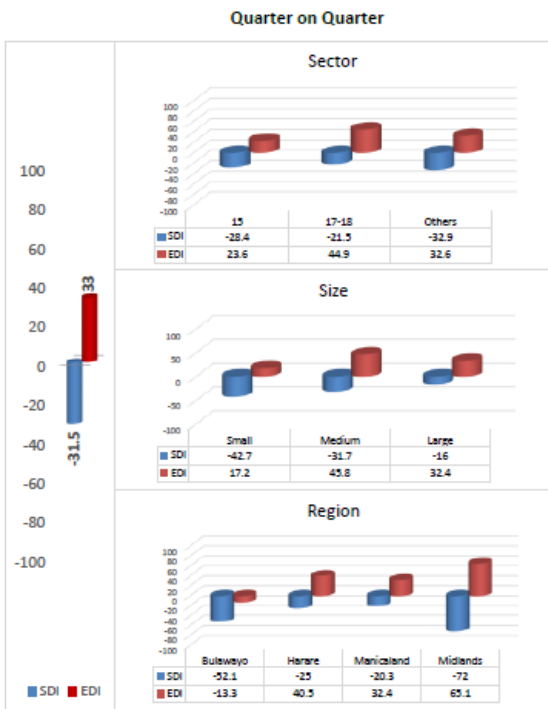 Quarter on Quarter
100
80
60
40
20
0
-20
-40
-60
-80
-100
33
-31.5
SDI EDI
Sector
100
80
60
40
20
0
-20
-40
-60
-80
-100
15 17-18 Others
SDI -28.4 -21.5 -32.9
EDI 23.6 44.9 32.6
Size
100
50
0
-50
-100
Small Medium Large
SDI -42.7 -31.7 -16
EDI 17.2 45.8 32.4
Region
100
80
60
40
20
0
-20
-40
-60
-80
-100
Bulawayo Harare Manicaland Midlands
SDI -52.1 -25 -20.3 -72
EDI -13.3 40.5 32.4 65.1